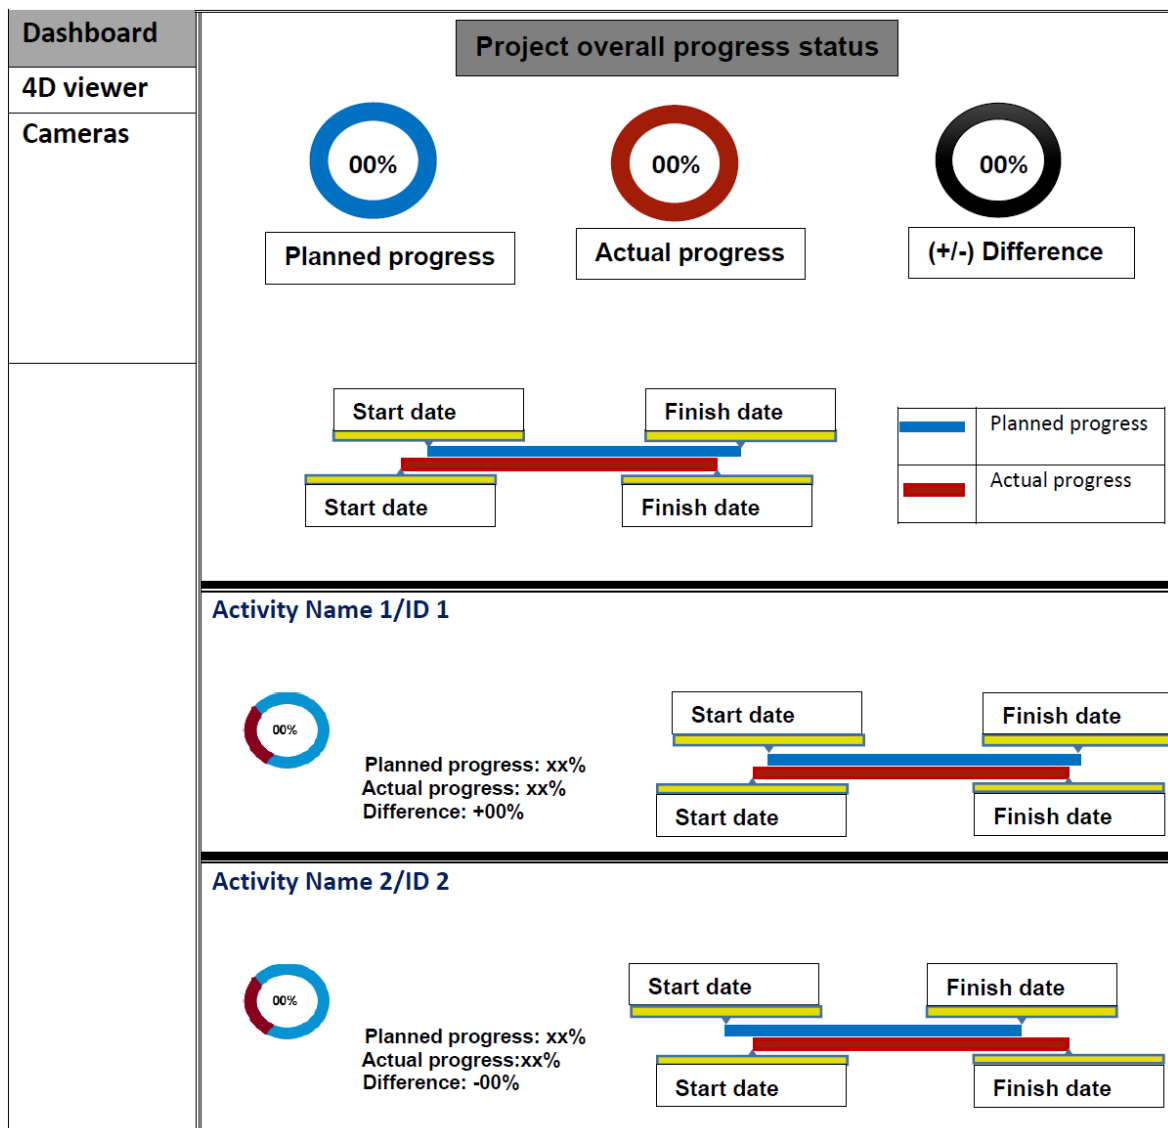 Dashboard
4D viewer
Cameras
Project overall progress status
00%
00%
00%
Planned progress
Actual progress
(+/-) Difference
Start date
Finish date
Start date
Finish date
Planned progress
Actual progress
Activity Name 1/ID 1
00%
Planned progress: xx%
Actual progress: xx%
Difference: +00%
Start date
Finish date
Start date
Finish date
Activity Name 2/ID 2
00%
Planned progress: xx%
Actual progress:xx%
Difference: -00%
Start date
Finish date
Start date
Finish date